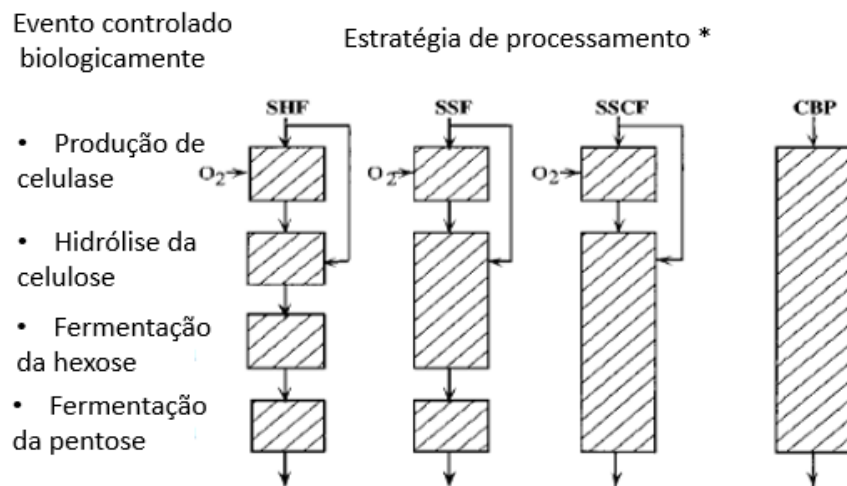 Evento controlado
biologicamente
Estratégia de processamento *
SHF
SSF
SSCF
CBP
• Produção de
celulase
O2
O2
O2
• Hidrólise da
celulose
• Fermentação
da hexose
• Fermentação
da pentose